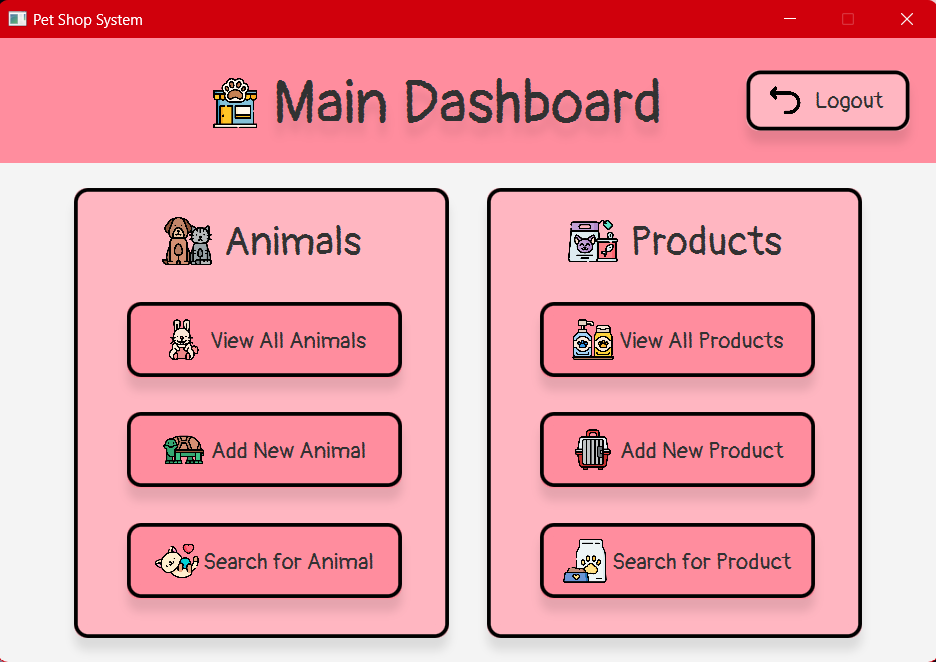 Pet Shop System
Main Dashboard
Logout
Animals
View All Animals
Add New Animal
Search for Animal
Products
View All Products
Add New Product
Search for Product